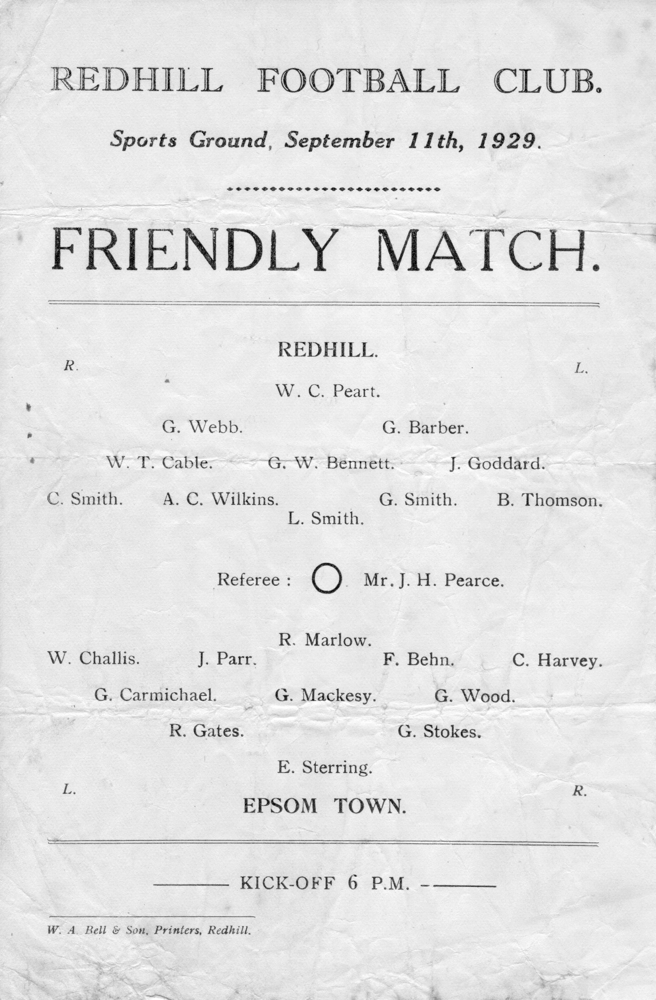 REDHILL FOOTBALL CLUB.
Sports Ground, September 11th, 1929.
FRIENDLY MATCH.
REDHILL.
R. L.
W. C. Peart.
G. Webb. G. Barber.
W. T. Cable. G. W. Bennett. J. Goddard.
C. Smith. A. C. Wilkins. G. Smith. B. Thomson.
L. Smith.
Referee : O Mr. J. H. Pearce.
R. Marlow.
W. Challis. J. Parr. F. Behn. C. Harvey.
G. Carmichael. G. Mackesy. G. Wood.
R. Gates. G. Stokes.
E. Sterring.
L. R.
EPSOM TOWN.
KICK-OFF 6 P.M.
W. A. Bell & Son, Printers, Redhill.